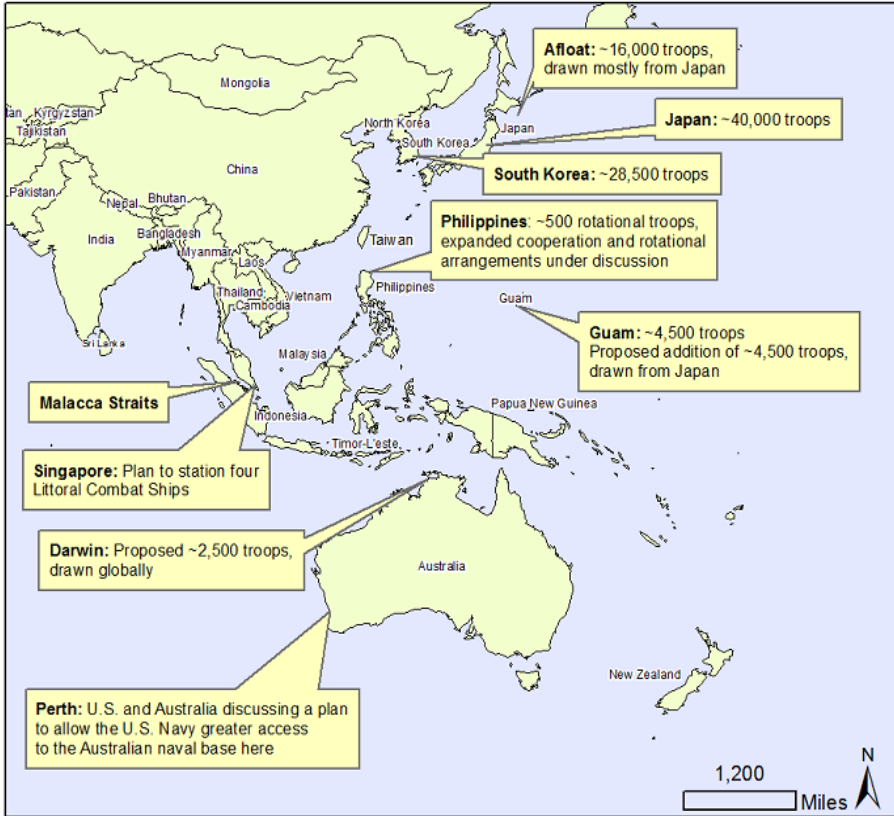 Afloat: ~16,000 troops,
drawn mostly from Japan
Mongolia
tan
Kyrgyzstan
Tajikistan
North Korea
Japan
Japan: ~40,000 troops
South Korea
China
South Korea: ~28,500 troops
Pakistan
Nepal
Bhutan
Philippines: ~500 rotational troops,
expanded cooperation and rotational
arrangements under discussion
Bangladesh
India
Taiwan
Myanmar
Laos
Thailand
Vietnam
Cambodia
Philippines
Guam
Sri Lanka
Guam: ~4,500 troops
Proposed addition of ~4,500 troops,
drawn from Japan
Malaysia
Malacca Straits
Indonesia
Papua New Guinea
Timor-L'este
Singapore: Plan to station four
Littoral Combat Ships
Darwin: Proposed ~2,500 troops,
drawn globally
Australia
New Zealand
Perth: U.S. and Australia discussing a plan
to allow the U.S. Navy greater access
to the Australian naval base here
N
1,200
Miles